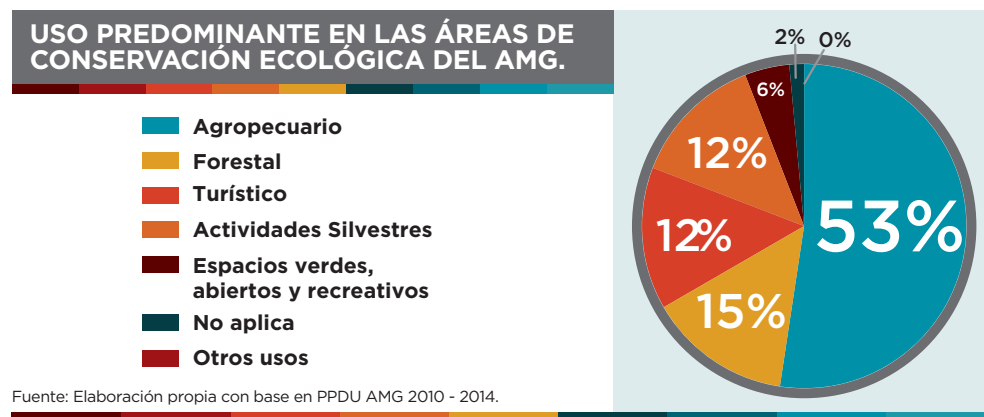 USO PREDOMINANTE EN LAS ÁREAS DE
CONSERVACIÓN ECOLÓGICA DEL AMG.
Agropecuario
Forestal
Turístico
Actividades Silvestres
Espacios verdes,
abiertos y recreativos
No aplica
Otros usos
Fuente: Elaboración propia con base en PPDU AMG 2010 - 2014.
2%
0%
6%
12%
12%
53%
15%